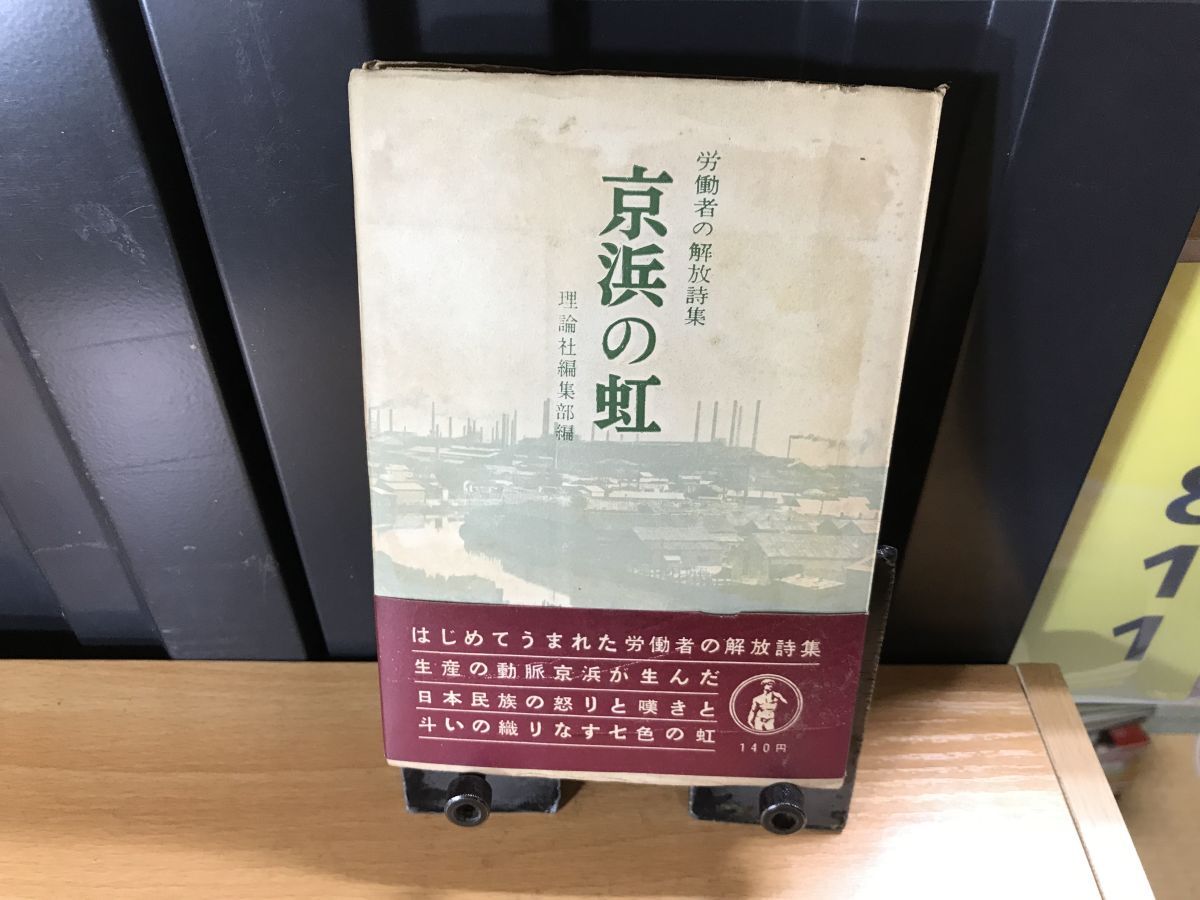 労働者の解放詩集
京浜の虹
理論社編集部編
はじめてうまれた労働者の解放詩集
生産の動脈京浜が生んだ
日本民族の怒りと嘆きと
斗いの織りなす七色の虹
140円
8
1
1